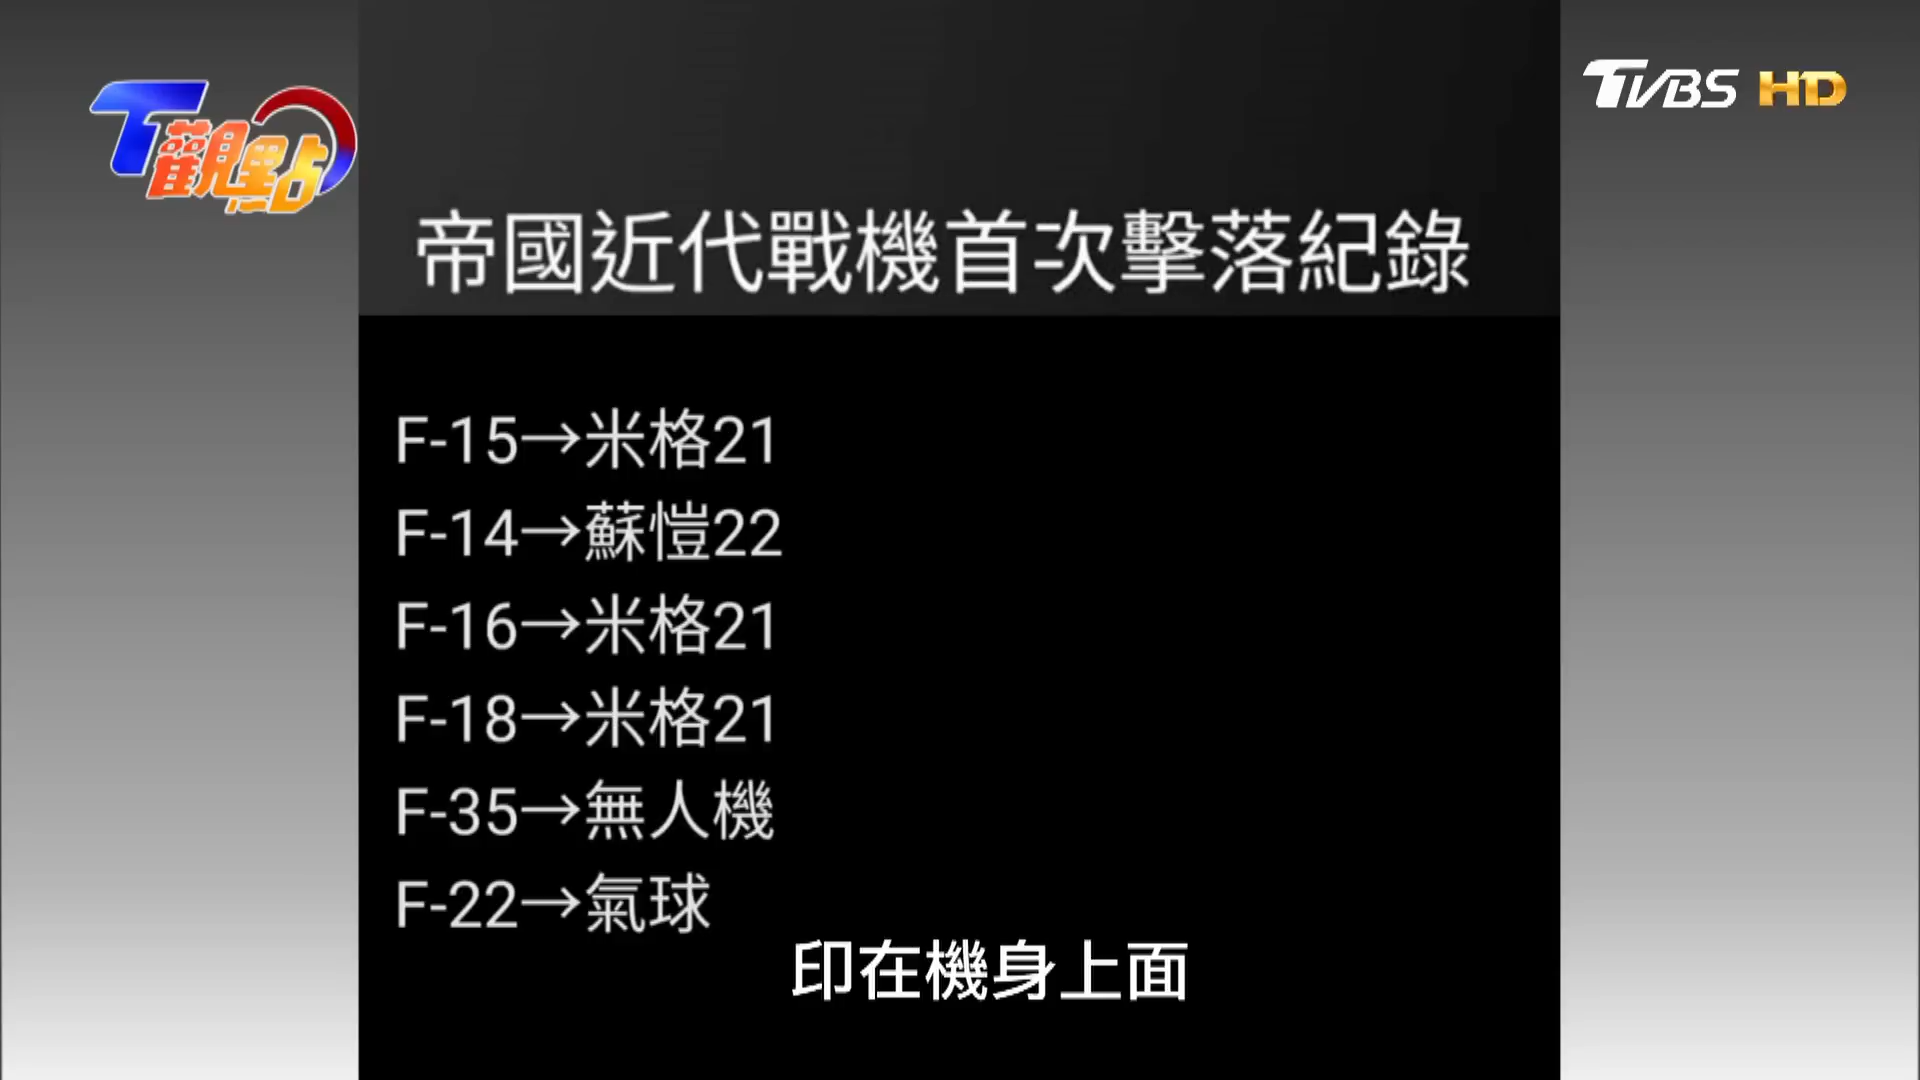 T觀點
TVBS HD
帝國近代戰機首次擊落紀錄
F-15→米格21
F-14→蘇愷22
F-16→米格21
F-18→米格21
F-35→無人機
F-22→氣球
印在機身上面